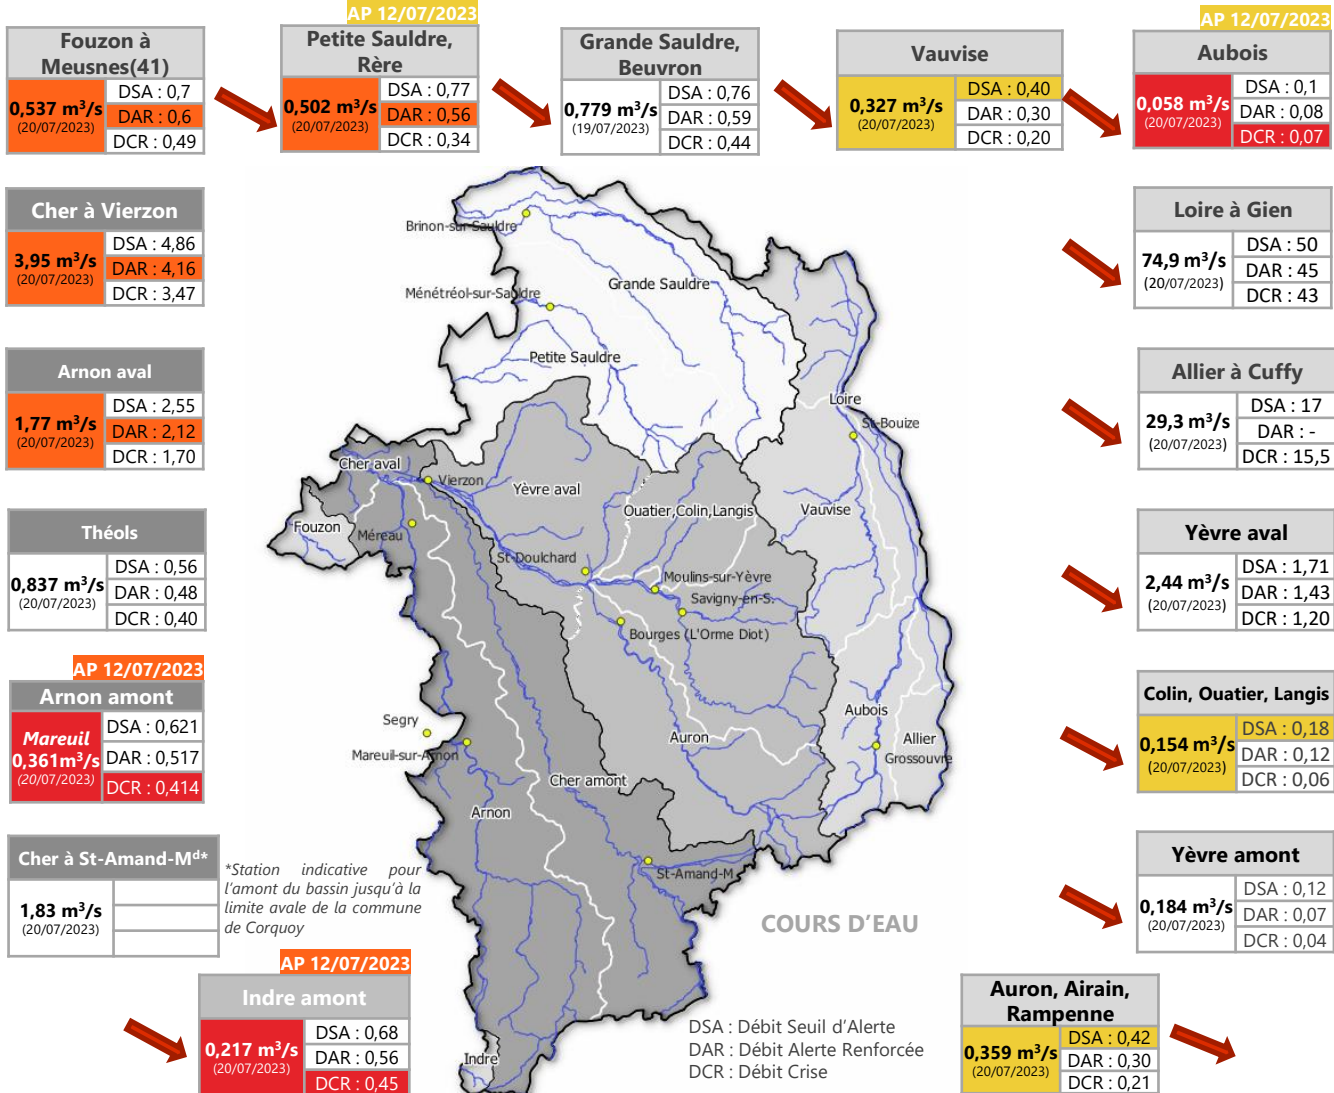 AP 12/07/2023
AP 12/07/2023
Fouzon à
Meusnes(41)
0,537 m³/s
(20/07/2023)
DSA : 0,7
DAR : 0,6
DCR : 0,49
Petite Sauldre,
Rère
0,502 m³/s
(20/07/2023)
DSA : 0,77
DAR : 0,56
DCR : 0,34
Grande Sauldre,
Beuvron
0,779 m³/s
(19/07/2023)
DSA : 0,76
DAR : 0,59
DCR : 0,44
Vauvise
0,327 m³/s
(20/07/2023)
DSA : 0,40
DAR : 0,30
DCR : 0,20
Aubois
0,058 m³/s
(20/07/2023)
DSA : 0,1
DAR : 0,08
DCR : 0,07
Cher à Vierzon
3,95 m³/s
(20/07/2023)
DSA : 4,86
DAR : 4,16
DCR : 3,47
Arnon aval
1,77 m³/s
(20/07/2023)
DSA : 2,55
DAR : 2,12
DCR : 1,70
Théols
0,837 m³/s
(20/07/2023)
DSA : 0,56
DAR : 0,48
DCR : 0,40
AP 12/07/2023
Arnon amont
Mareuil
0,361m³/s
(20/07/2023)
DSA : 0,621
DAR : 0,517
DCR : 0,414
Cher à St-Amand-Mᵈ*
1,83 m³/s
(20/07/2023)
*Station indicative pour
l'amont du bassin jusqu'à la
limite avale de la commune
de Corquoy
AP 12/07/2023
Indre amont
0,217 m³/s
(20/07/2023)
DSA : 0,68
DAR : 0,56
DCR : 0,45
Brinon-sur-Sauldre
Grande Sauldre
Ménétréol-sur-Sauldre
Petite Sauldre
Loire
St-Bouize
Cher aval
Vierzon
Yèvre aval
Ouatier,Colin,Langis
Vauvise
Fouzon
Méreau
St-Doulchard
Moulins-sur-Yèvre
Savigny-en-S.
Bourges (L'Orme Diot)
Segry
Mareuil-sur-Arnon
Auron
Aubois
Allier
Grossouvre
Cher amont
Arnon
St-Amand-M
Indre
COURS D'EAU
DSA : Débit Seuil d'Alerte
DAR : Débit Alerte Renforcée
DCR : Débit Crise
Loire à Gien
74,9 m³/s
(20/07/2023)
DSA : 50
DAR : 45
DCR : 43
Allier à Cuffy
29,3 m³/s
(20/07/2023)
DSA : 17
DAR : -
DCR : 15,5
Yèvre aval
2,44 m³/s
(20/07/2023)
DSA : 1,71
DAR : 1,43
DCR : 1,20
Colin, Ouatier, Langis
0,154 m³/s
(20/07/2023)
DSA : 0,18
DAR : 0,12
DCR : 0,06
Yèvre amont
0,184 m³/s
(20/07/2023)
DSA : 0,12
DAR : 0,07
DCR : 0,04
Auron, Airain,
Rampenne
0,359 m³/s
(20/07/2023)
DSA : 0,42
DAR : 0,30
DCR : 0,21